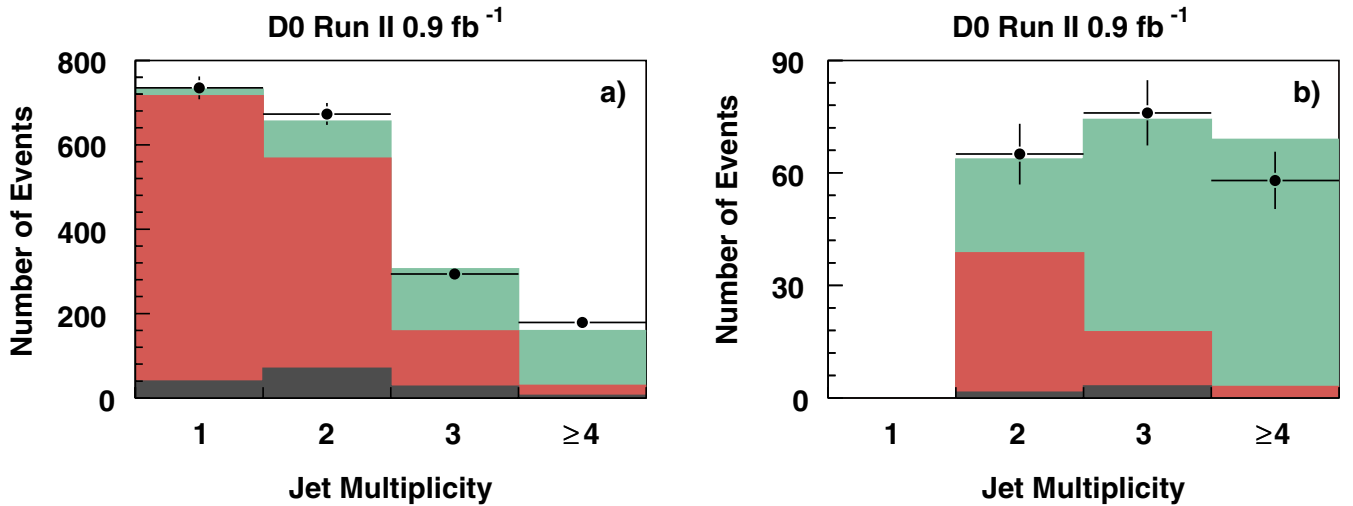 D0 Run II 0.9 fb⁻¹
a)
Number of Events
800
600
400
200
0
1 2 3 ≥4
Jet Multiplicity
D0 Run II 0.9 fb⁻¹
b)
Number of Events
90
60
30
0
1 2 3 ≥4
Jet Multiplicity